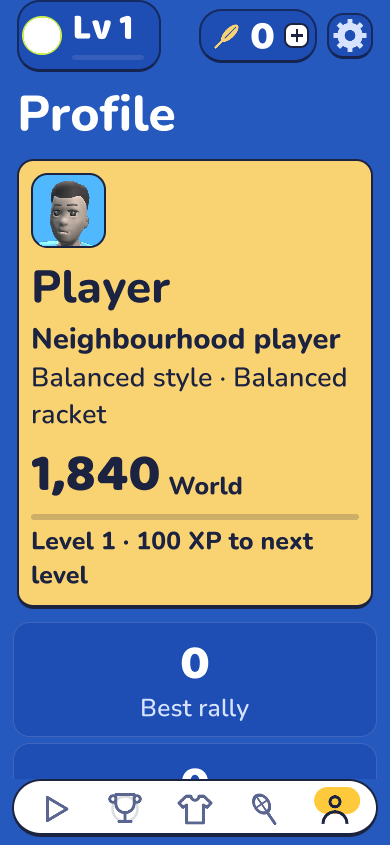 Lv 1
0
Profile
Player
Neighbourhood player
Balanced style · Balanced
racket
1,840 World
Level 1 · 100 XP to next
level
0
Best rally